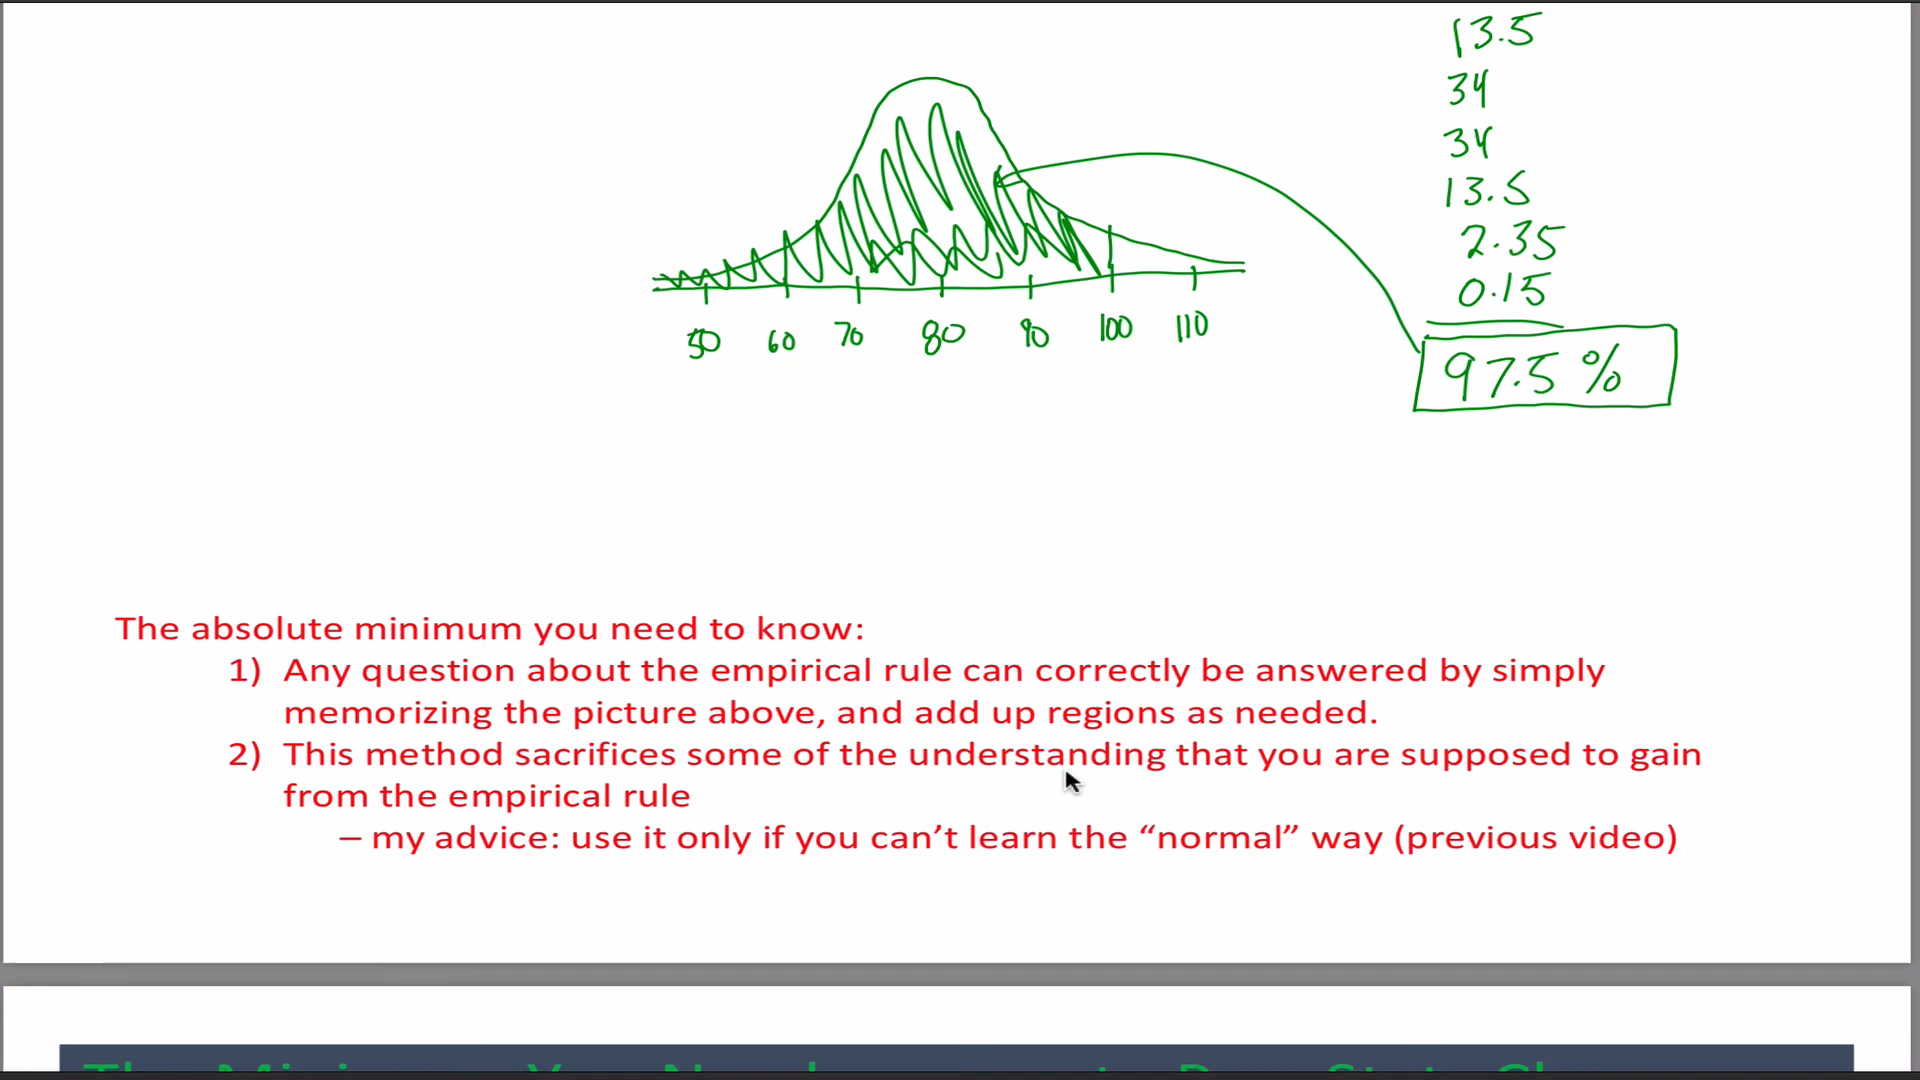 13.5
34
34
13.5
2.35
0.15
97.5 %
50 60 70 80 90 100 110
The absolute minimum you need to know:
1) Any question about the empirical rule can correctly be answered by simply
memorizing the picture above, and add up regions as needed.
2) This method sacrifices some of the understanding that you are supposed to gain
from the empirical rule
– my advice: use it only if you can’t learn the “normal” way (previous video)